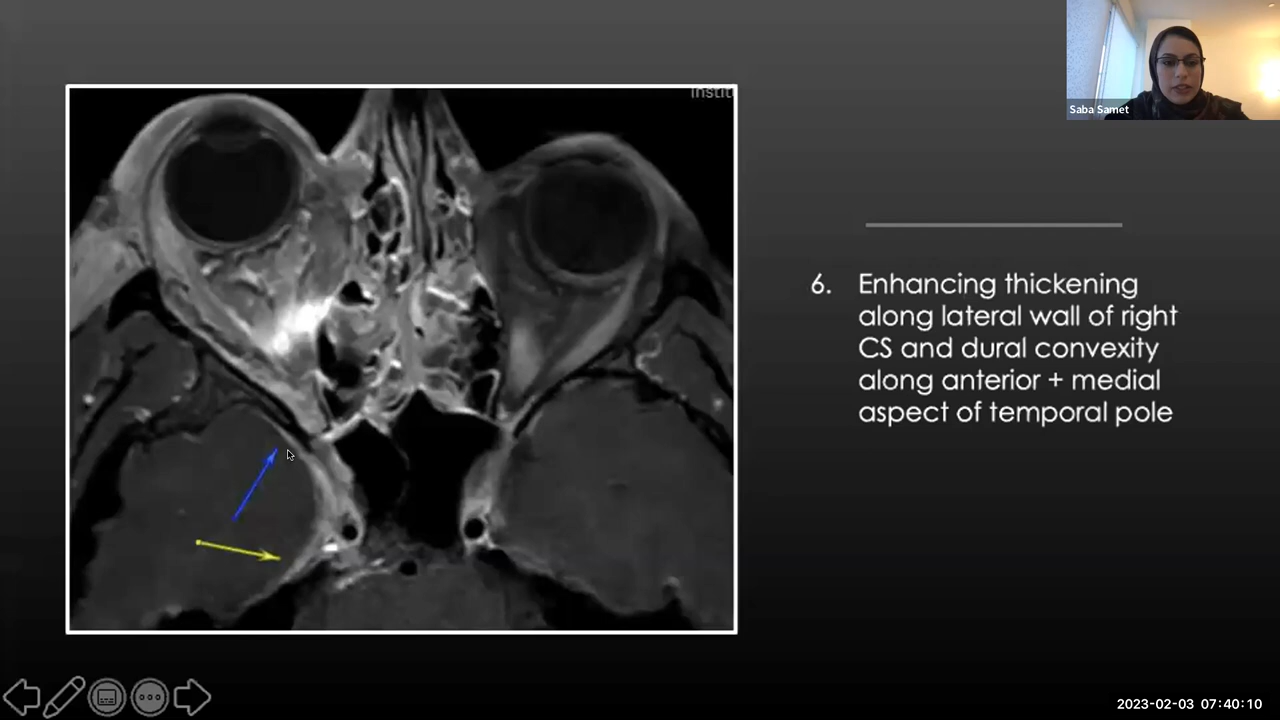 Instit
Saba Samet
6. Enhancing thickening
along lateral wall of right
CS and dural convexity
along anterior + medial
aspect of temporal pole
2023-02-03 07:40:10